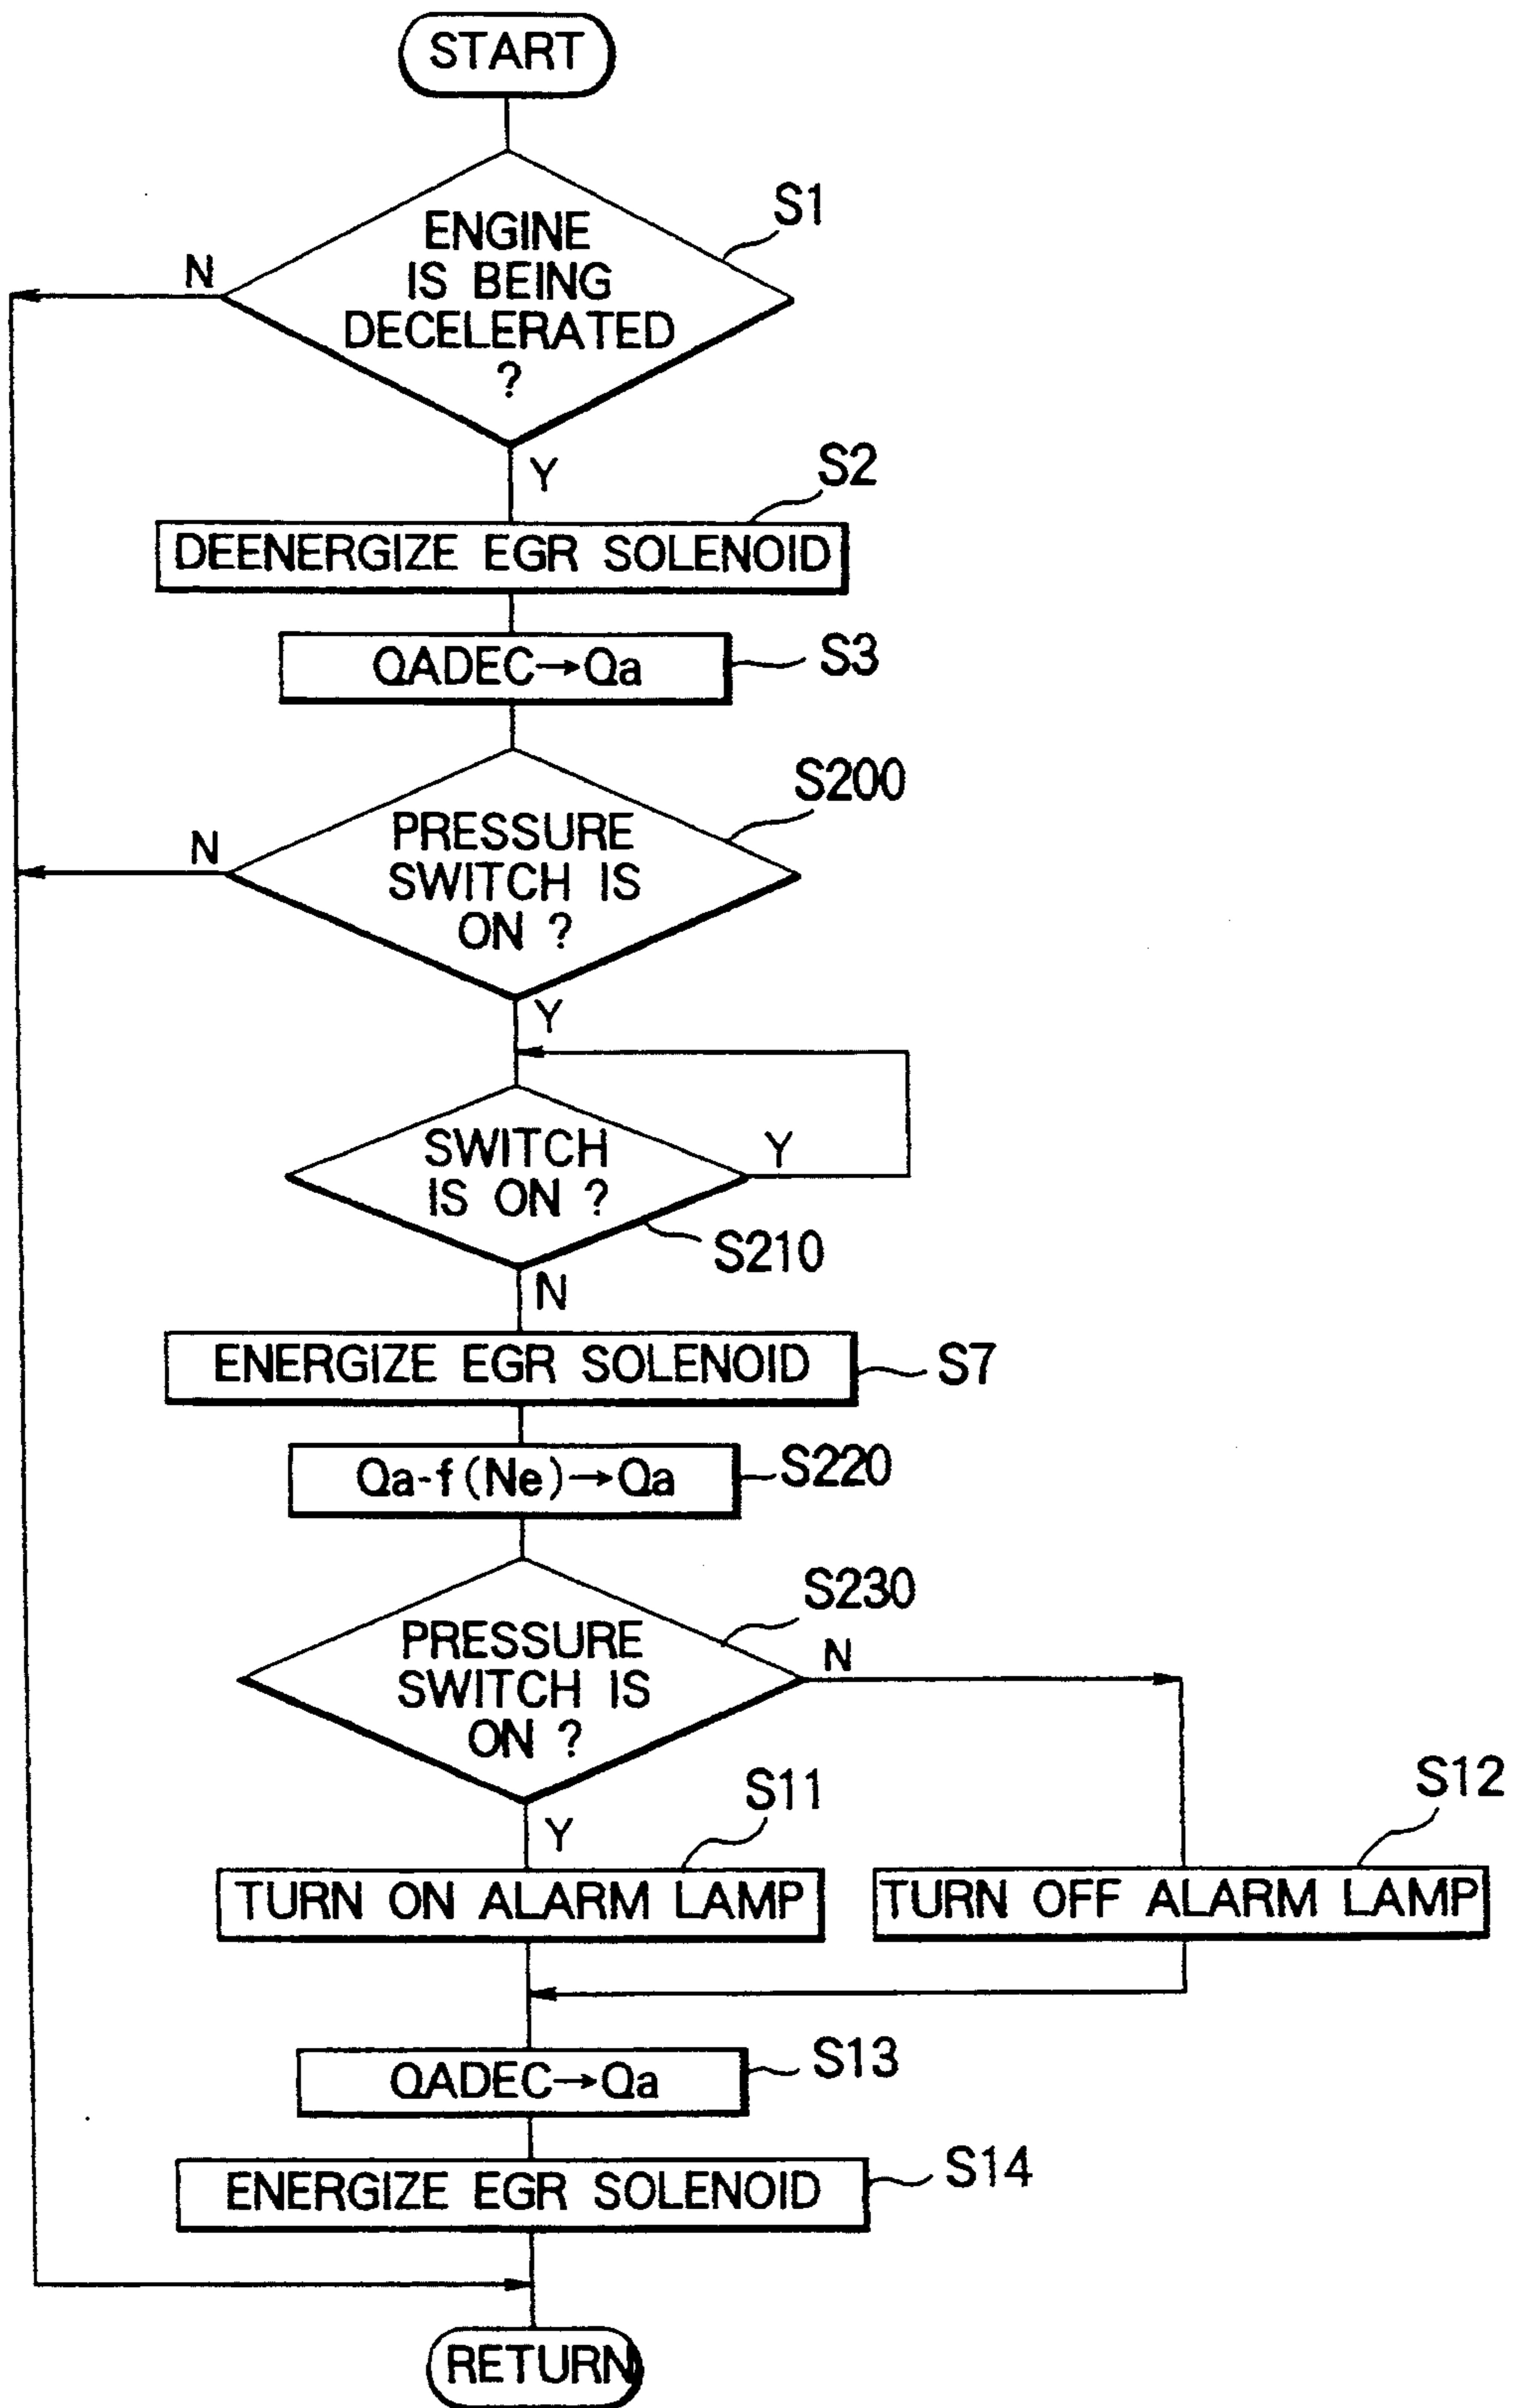 START
S1
ENGINE
IS BEING
DECELERATED
?
N
Y
S2
DEENERGIZE EGR SOLENOID
QADEC→Qa
S3
S200
PRESSURE
SWITCH IS
ON ?
N
Y
SWITCH
IS ON ?
Y
S210
N
ENERGIZE EGR SOLENOID
S7
Qa-f(Ne)→Qa
S220
S230
PRESSURE
SWITCH IS
ON ?
N
Y
S11
S12
TURN ON ALARM LAMP
TURN OFF ALARM LAMP
QADEC→Qa
S13
ENERGIZE EGR SOLENOID
S14
RETURN